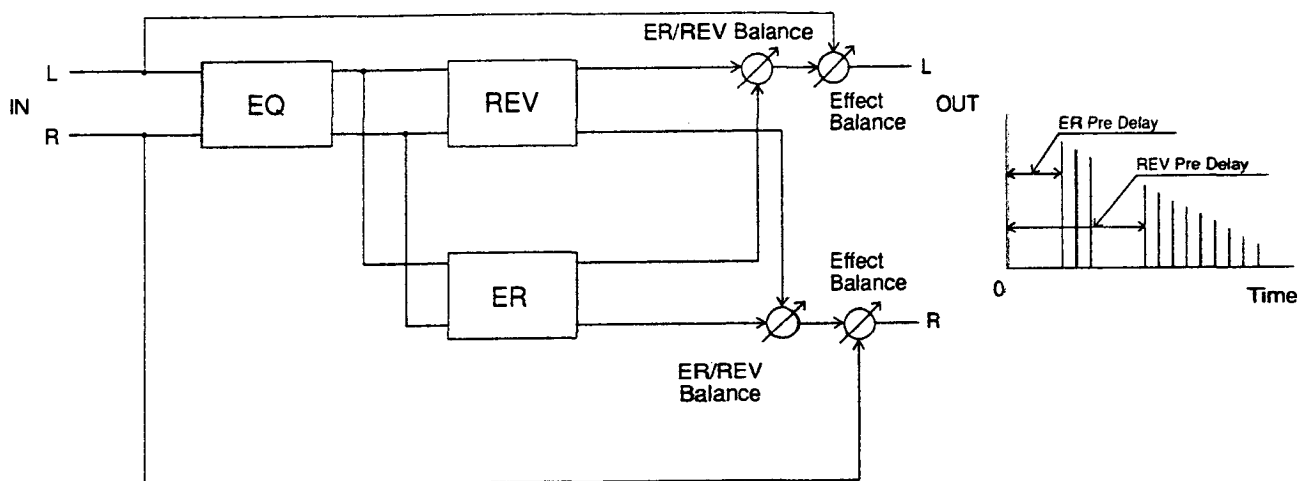 ER/REV Balance
L
IN
R
EQ
REV
L
OUT
Effect
Balance
ER
Effect
Balance
R
ER/REV
Balance
ER Pre Delay
REV Pre Delay
0
Time